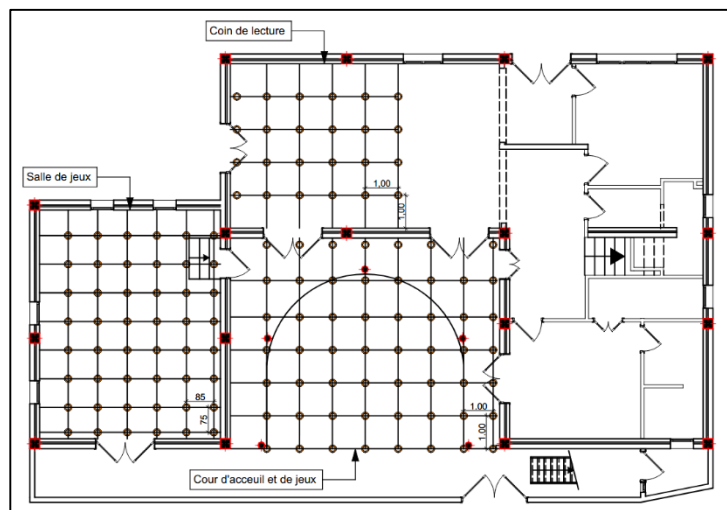 Coin de lecture
Salle de jeux
1,00
1,00
85
75
1,00
1,00
Cour d'acceuil et de jeux